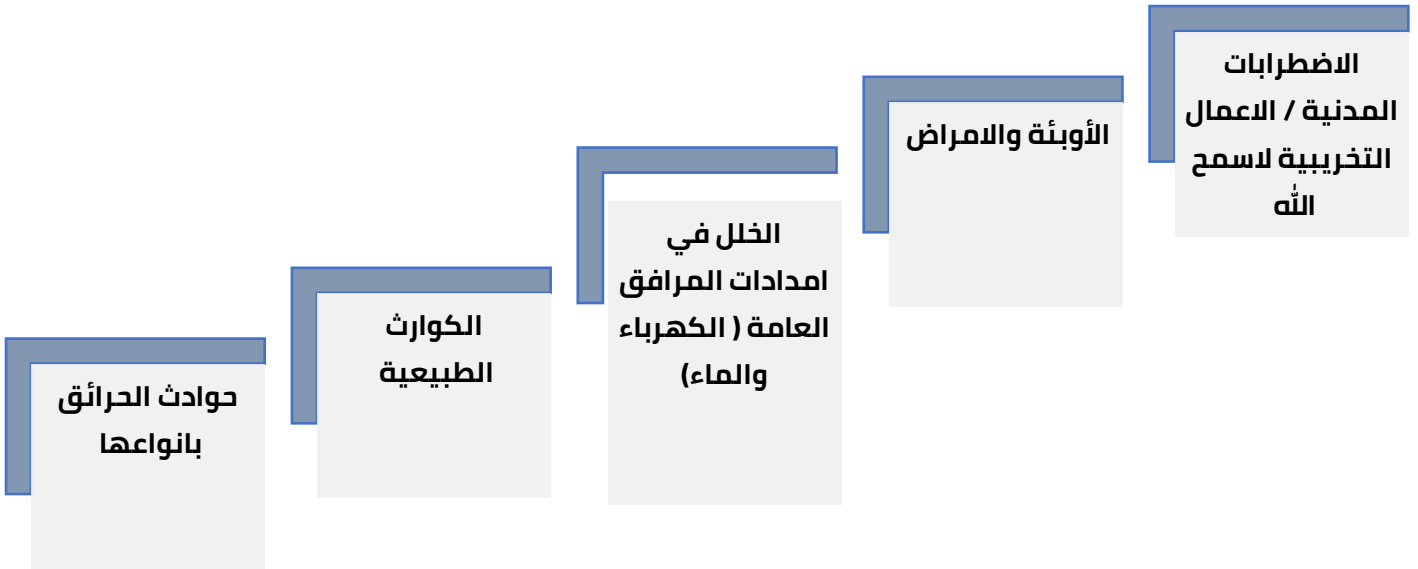 الاضطرابات
المدنية / الاعمال
التخريبية لاسمح
الله
الأوبئة والامراض
الخلل في
امدادات المرافق
العامة ( الكهرباء
والماء)
الكوارث
الطبيعية
حوادث الحرائق
بانواعها